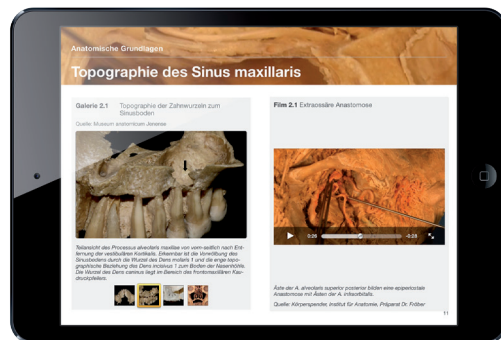 Anatomische Grundlagen
Topographie des Sinus maxillaris
Galerie 2.1 Topographie der Zahnwurzeln zum
Sinusboden
Quelle: Museum anatomicum Jenense
Teilansicht des Processus alveolaris maxillae von vorn-seitlich nach Ent-
fernung der vestibulären Kortikalis. Erkennbar ist die Vorwölbung des
Sinusbodens durch die Wurzel des Dens molaris 1 und die enge topo-
graphische Beziehung des Dens incisivus 1 zum Boden der Nasenhöhle.
Die Wurzel des Dens caninus liegt im Bereich des frontomaxillären Kau-
druckpfeilers.
Film 2.1 Extraossäre Anastomose
0:26 -0:28
Äste der A. alveolaris superior posterior bilden eine epiperiostale
Anastomose mit Ästen der A. infraorbitalis.
Quelle: Körperspender, Institut für Anatomie, Präparat Dr. Fröber
11